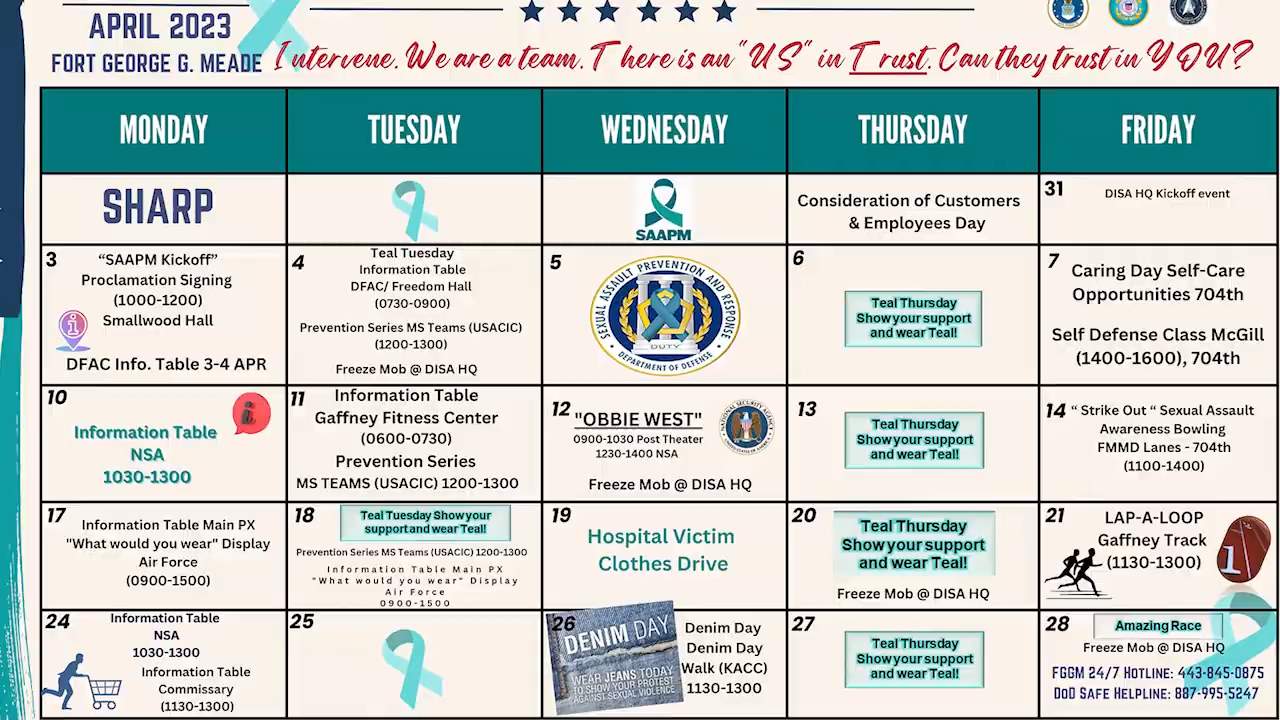 APRIL 2023
FORT GEORGE G. MEADE
Intervene. We are a team. There is an "US" in Trust. Can they trust in YOU?
MONDAY
TUESDAY
WEDNESDAY
THURSDAY
FRIDAY
SHARP
SAAPM
Consideration of Customers
& Employees Day
31
DISA HQ Kickoff event
3
“SAAPM Kickoff”
Proclamation Signing
(1000-1200)
Smallwood Hall
DFAC Info. Table 3-4 APR
4
Teal Tuesday
Information Table
DFAC/ Freedom Hall
(0730-0900)
Prevention Series MS Teams (USACIC)
(1200-1300)
Freeze Mob @ DISA HQ
5
SEXUAL ASSAULT PREVENTION AND RESPONSE
DUTY
DEPARTMENT OF DEFENSE
6
Teal Thursday
Show your support
and wear Teal!
7
Caring Day Self-Care
Opportunities 704th
Self Defense Class McGill
(1400-1600), 704th
10
Information Table
NSA
1030-1300
11
Information Table
Gaffney Fitness Center
(0600-0730)
Prevention Series
MS TEAMS (USACIC) 1200-1300
12
"OBBIE WEST"
0900-1030 Post Theater
1230-1400 NSA
Freeze Mob @ DISA HQ
13
Teal Thursday
Show your support
and wear Teal!
14
“ Strike Out “ Sexual Assault
Awareness Bowling
FMMD Lanes - 704th
(1100-1400)
17
Information Table Main PX
"What would you wear" Display
Air Force
(0900-1500)
18
Teal Tuesday Show your
support and wear Teal!
Prevention Series MS Teams (USACIC) 1200-1300
Information Table Main PX
"What would you wear" Display
Air Force
0900-1500
19
Hospital Victim
Clothes Drive
20
Teal Thursday
Show your support
and wear Teal!
Freeze Mob @ DISA HQ
21
LAP-A-LOOP
Gaffney Track
(1130-1300)
1
24
Information Table
NSA
1030-1300
Information Table
Commissary
(1130-1300)
25
26
DENIM DAY
WEAR JEANS TODAY
TO SHOW YOUR PROTEST
AGAINST SEXUAL VIOLENCE
Denim Day
Denim Day
Walk (KACC)
1130-1300
27
Teal Thursday
Show your support
and wear Teal!
28
Amazing Race
Freeze Mob @ DISA HQ
FGGM 24/7 HOTLINE: 443-845-0875
DOD SAFE HELPLINE: 887-995-5247